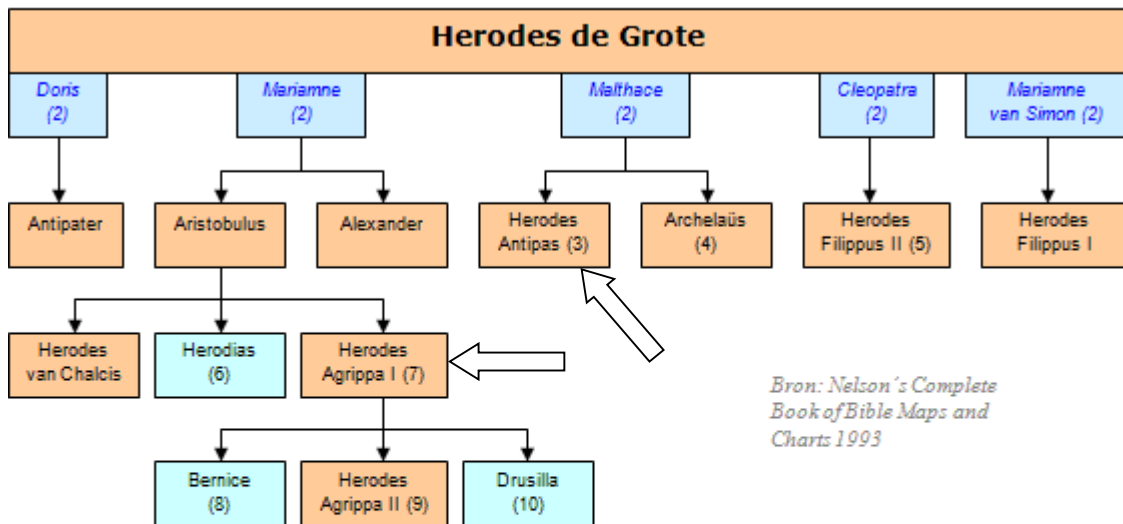 Herodes de Grote
Doris
(2)
Mariamne
(2)
Malthace
(2)
Cleopatra
(2)
Mariamne
van Simon (2)
Antipater
Aristobulus
Alexander
Herodes
Antipas (3)
Archelaüs
(4)
Herodes
Filippus II (5)
Herodes
Filippus I
Herodes
van Chalcis
Herodias
(6)
Herodes
Agrippa I (7)
Bron: Nelson´s Complete
Book of Bible Maps and
Charts 1993
Bernice
(8)
Herodes
Agrippa II (9)
Drusilla
(10)